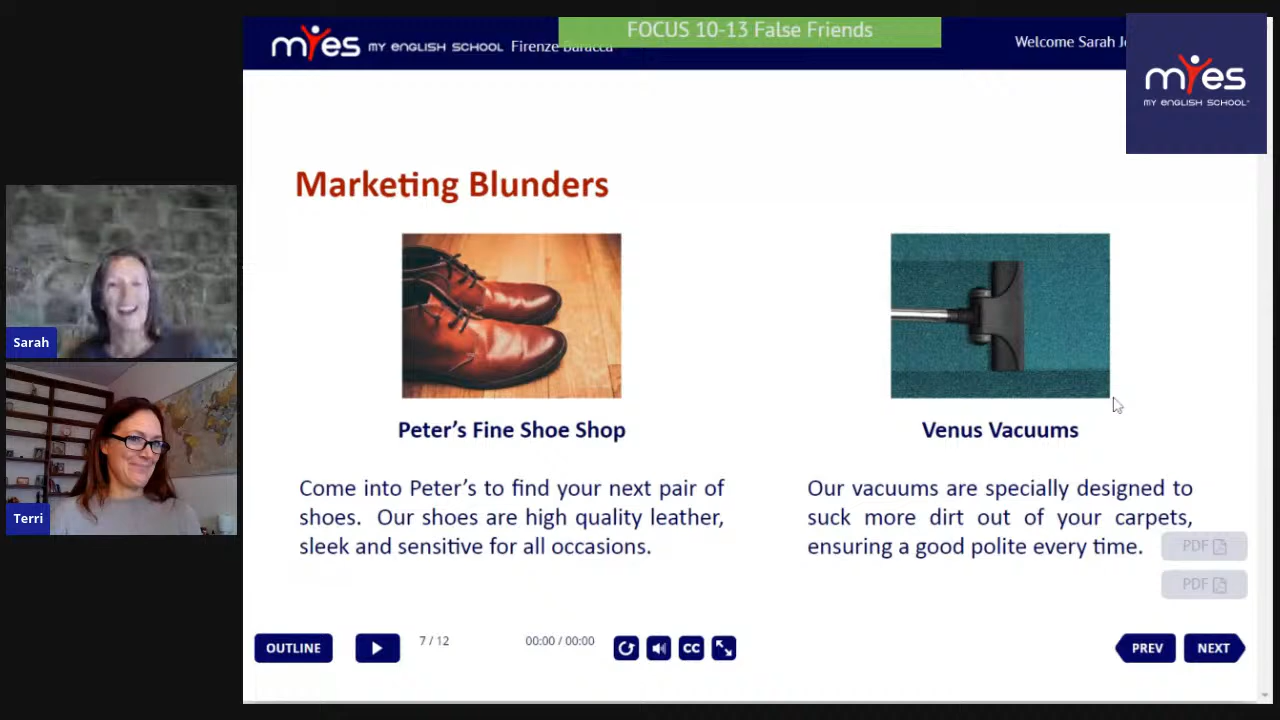 FOCUS 10-13 False Friends
myes MY ENGLISH SCHOOL Firenze Baracca
Welcome Sarah
myes
MY ENGLISH SCHOOL
Marketing Blunders
Sarah
Terri
Peter's Fine Shoe Shop
Come into Peter's to find your next pair of
shoes. Our shoes are high quality leather,
sleek and sensitive for all occasions.
Venus Vacuums
Our vacuums are specially designed to
suck more dirt out of your carpets,
ensuring a good polite every time.
PDF
PDF
OUTLINE
7 / 12
00:00 / 00:00
CC
PREV
NEXT